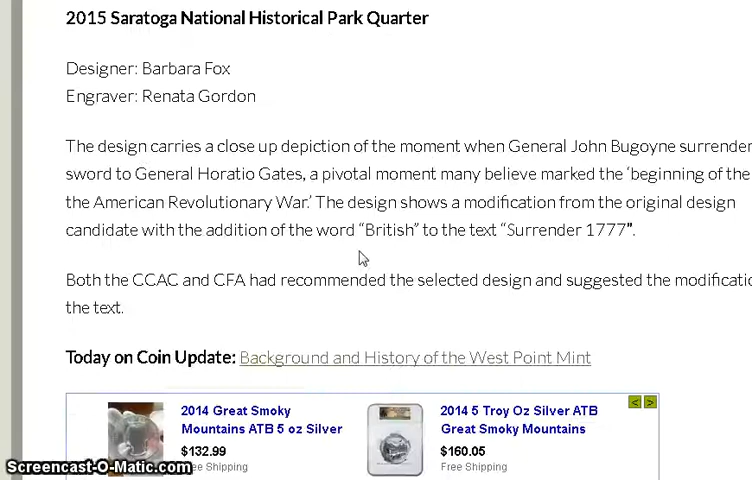 2015 Saratoga National Historical Park Quarter
Designer: Barbara Fox
Engraver: Renata Gordon
The design carries a close up depiction of the moment when General John Bugoyne surrender
sword to General Horatio Gates, a pivotal moment many believe marked the ‘beginning of the
the American Revolutionary War.’ The design shows a modification from the original design
candidate with the addition of the word “British” to the text “Surrender 1777”.
Both the CCAC and CFA had recommended the selected design and suggested the modificatio
the text.
Today on Coin Update: Background and History of the West Point Mint
2014 Great Smoky
Mountains ATB 5 oz Silver
$132.99
ee Shipping
2014 5 Troy Oz Silver ATB
Great Smoky Mountains
$160.05
Free Shipping
Screencast-O-Matic.com